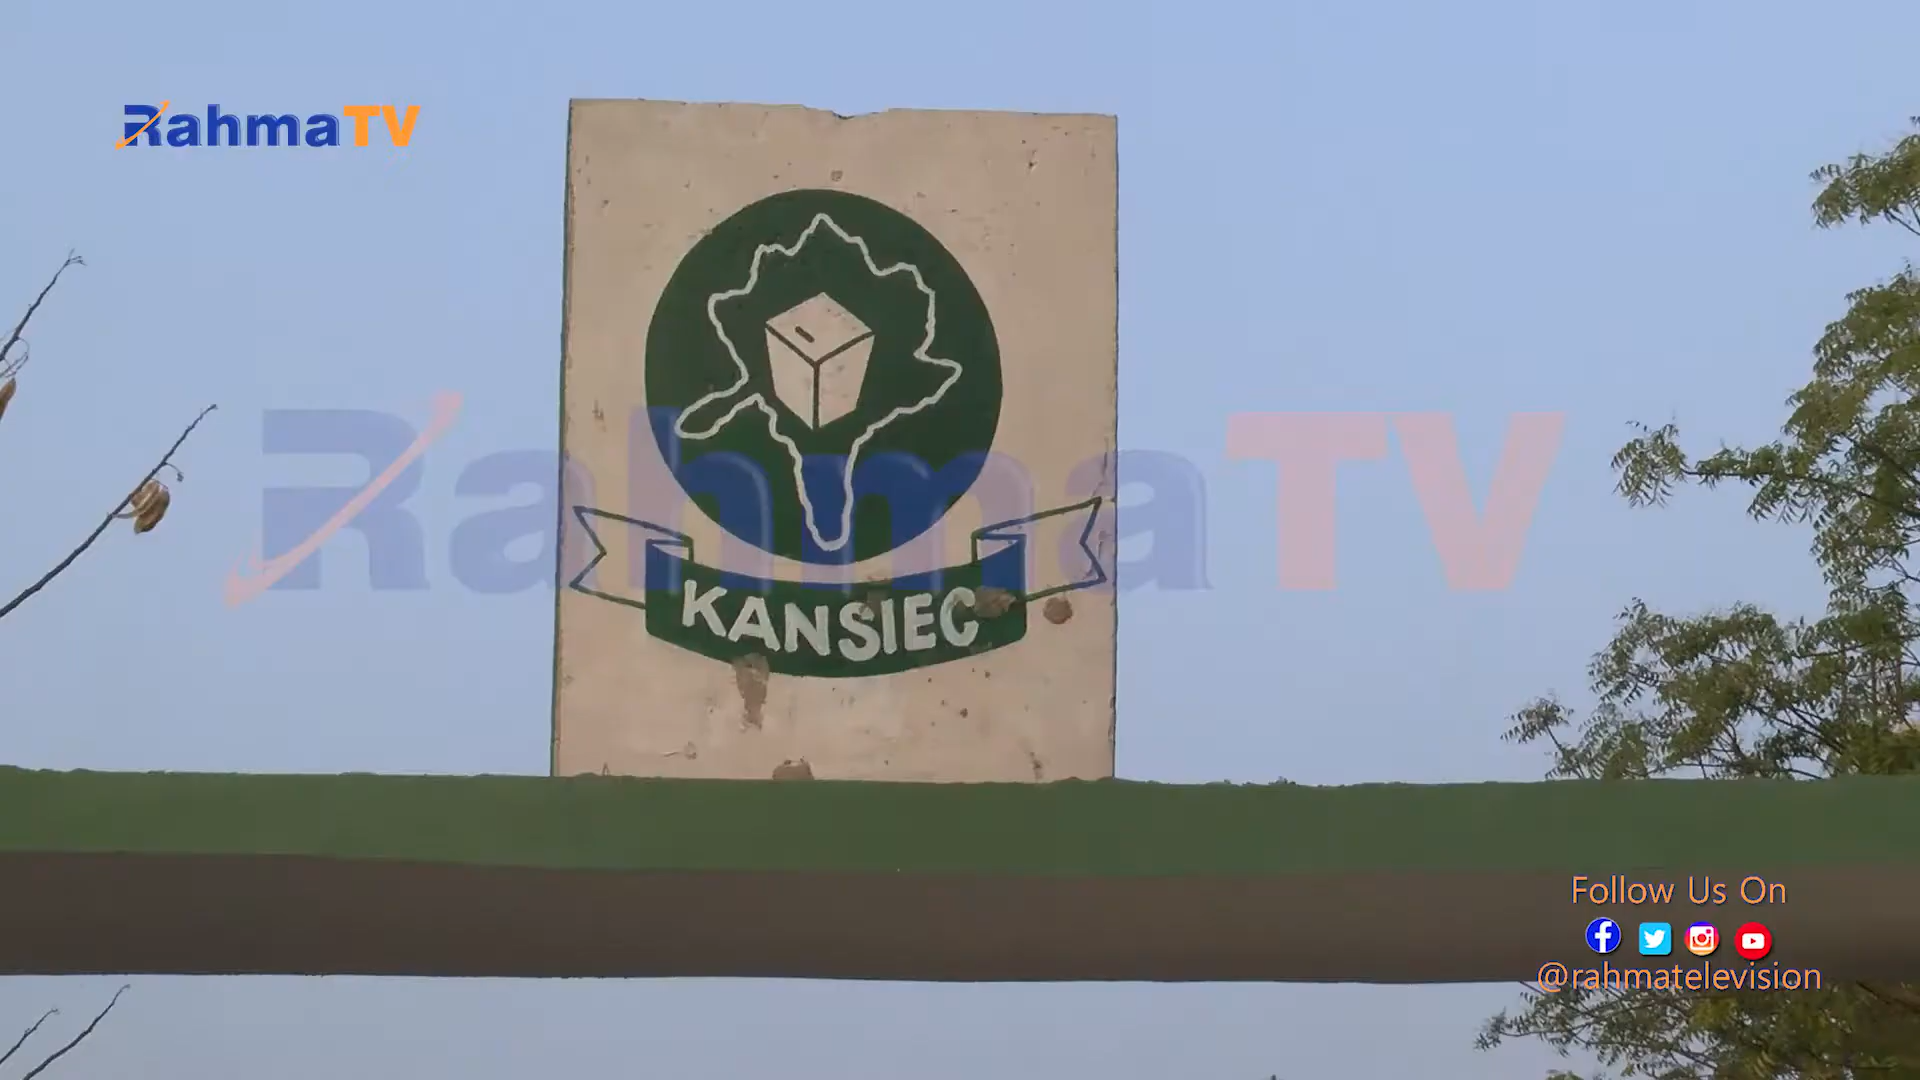 RahmaTV
RahmaTV
KANSIEC
Follow Us On
@rahmatelevision